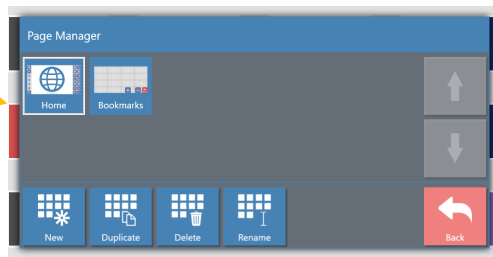 Page Manager
Home
Bookmarks
New
Duplicate
Delete
Rename
Back